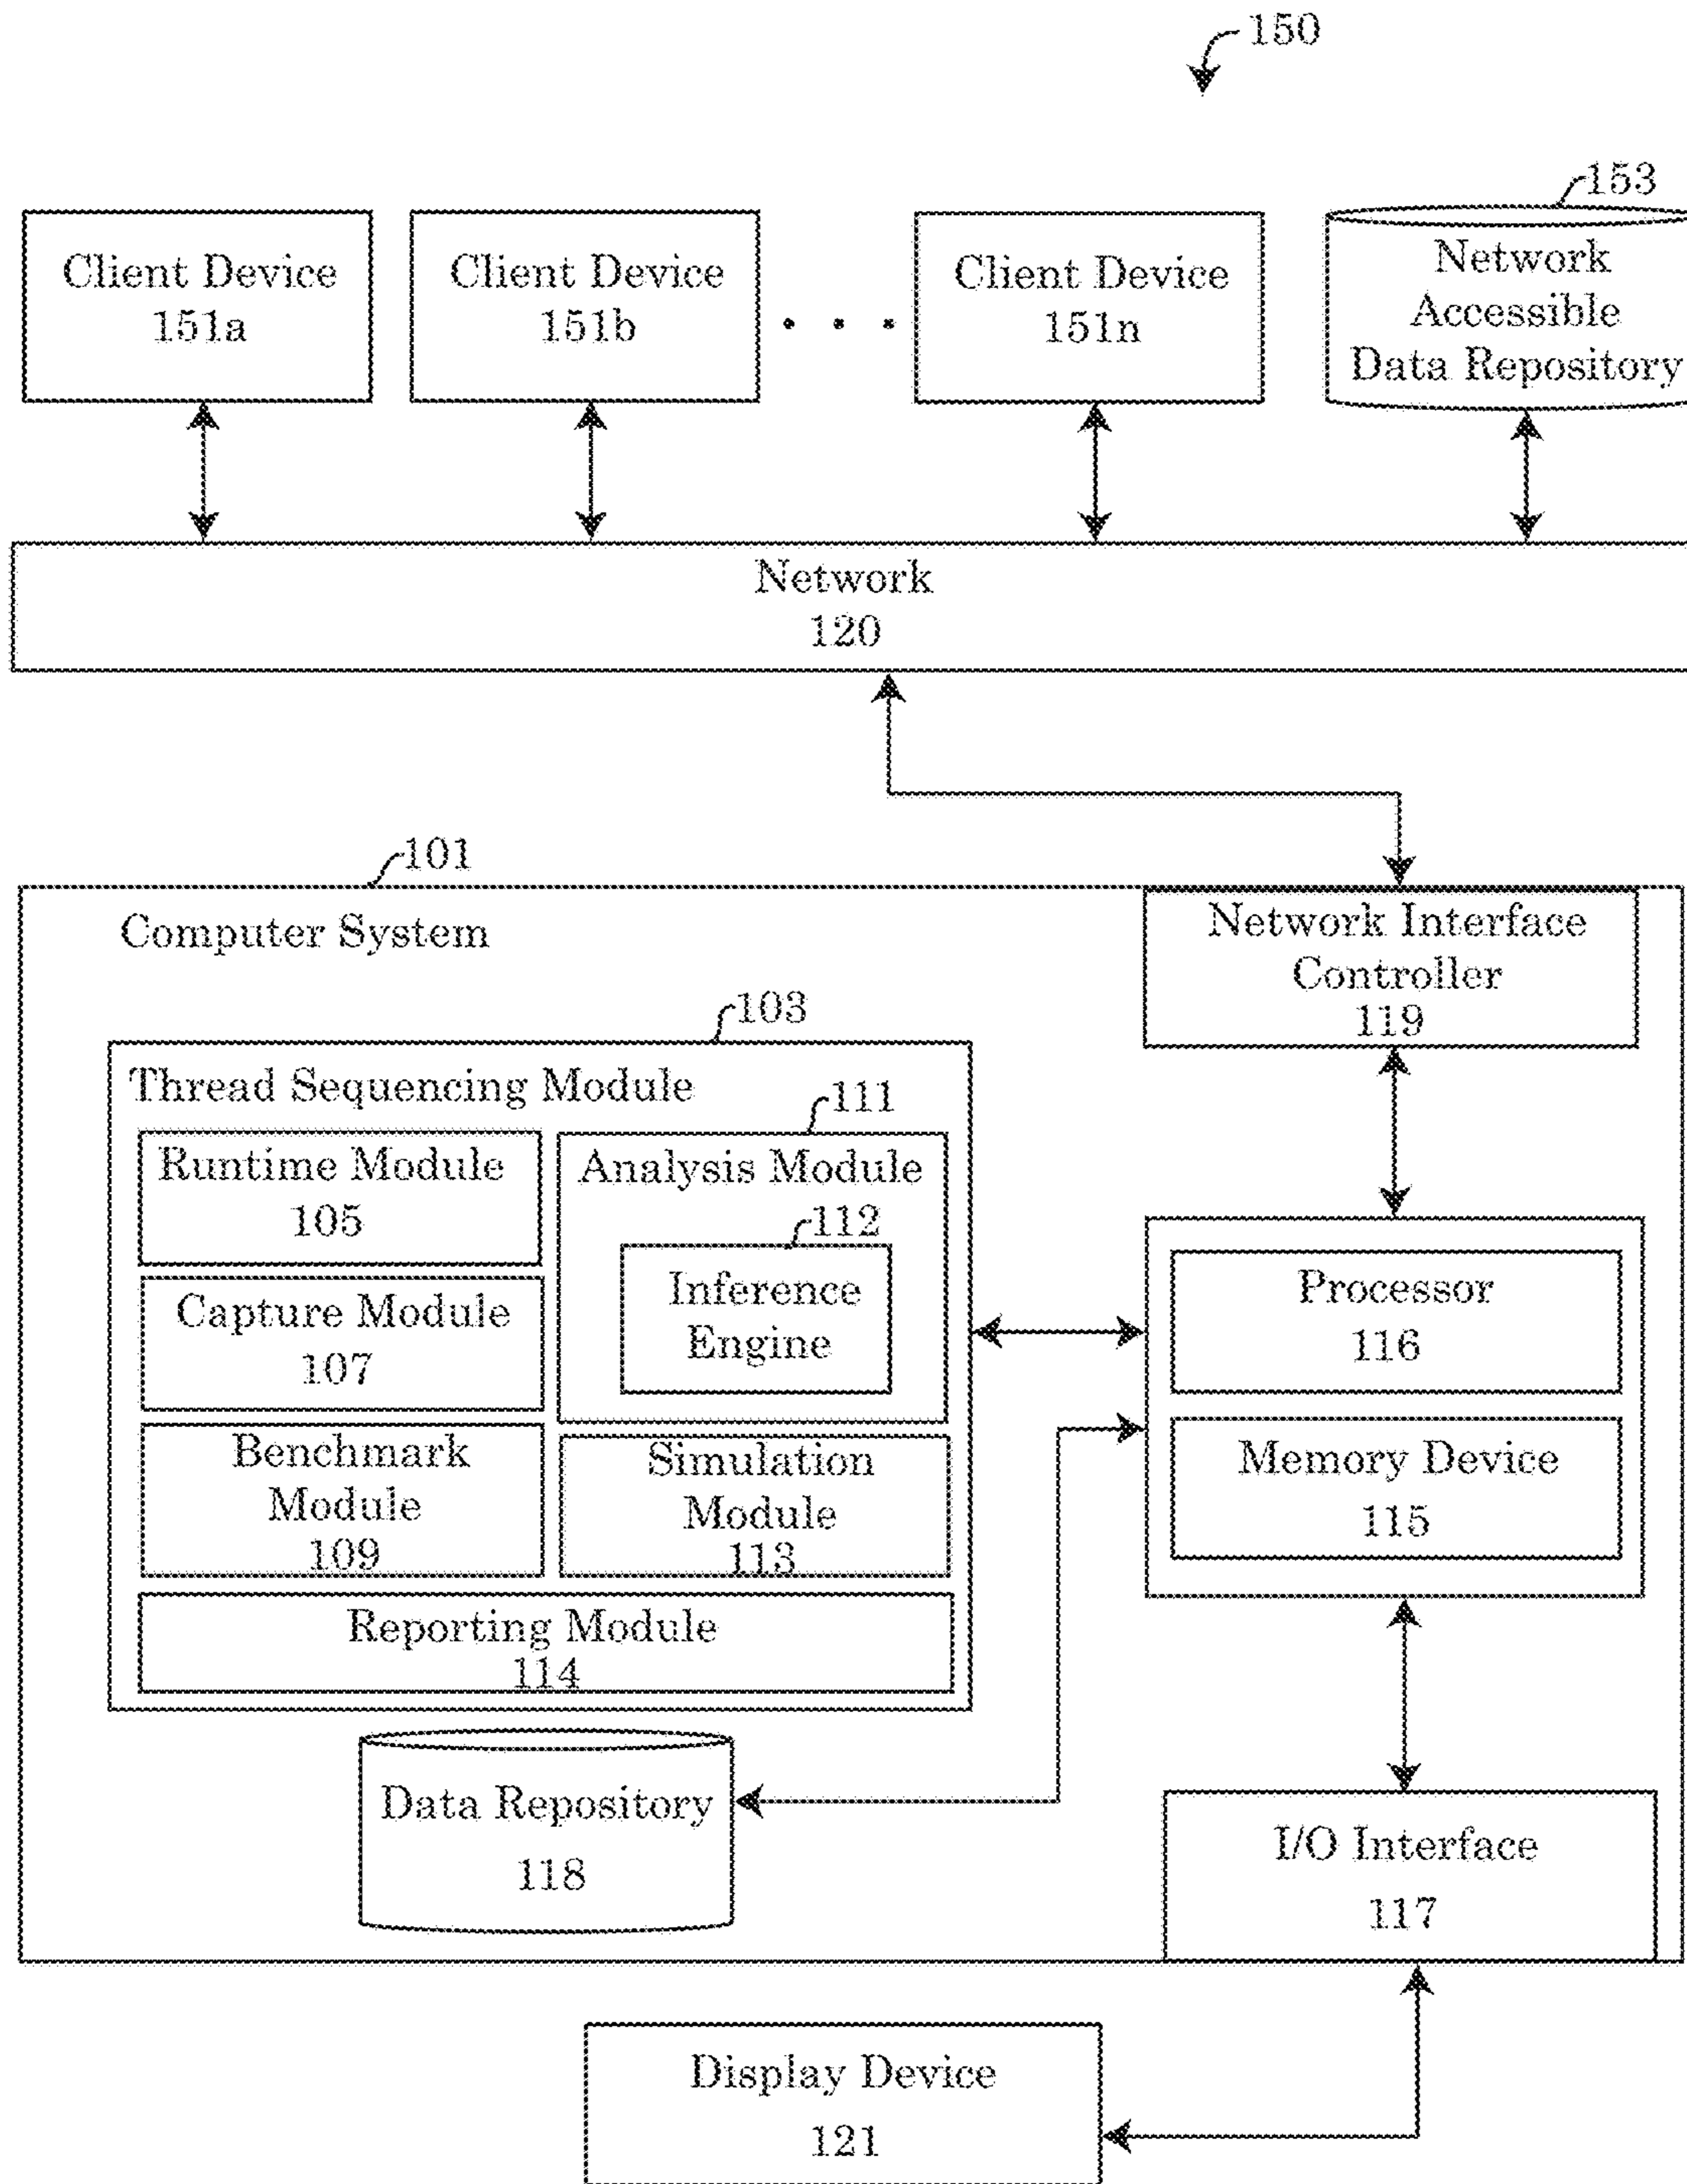 150
153
Client Device
151a
Client Device
151b
Client Device
151n
Network
Accessible
Data Repository
Network
120
101
Computer System
Network Interface
Controller
119
103
Thread Sequencing Module
111
Runtime Module
105
Analysis Module
112
Inference
Engine
Capture Module
107
Processor
116
Benchmark
Module
109
Simulation
Module
113
Memory Device
115
Reporting Module
114
Data Repository
118
I/O Interface
117
Display Device
121